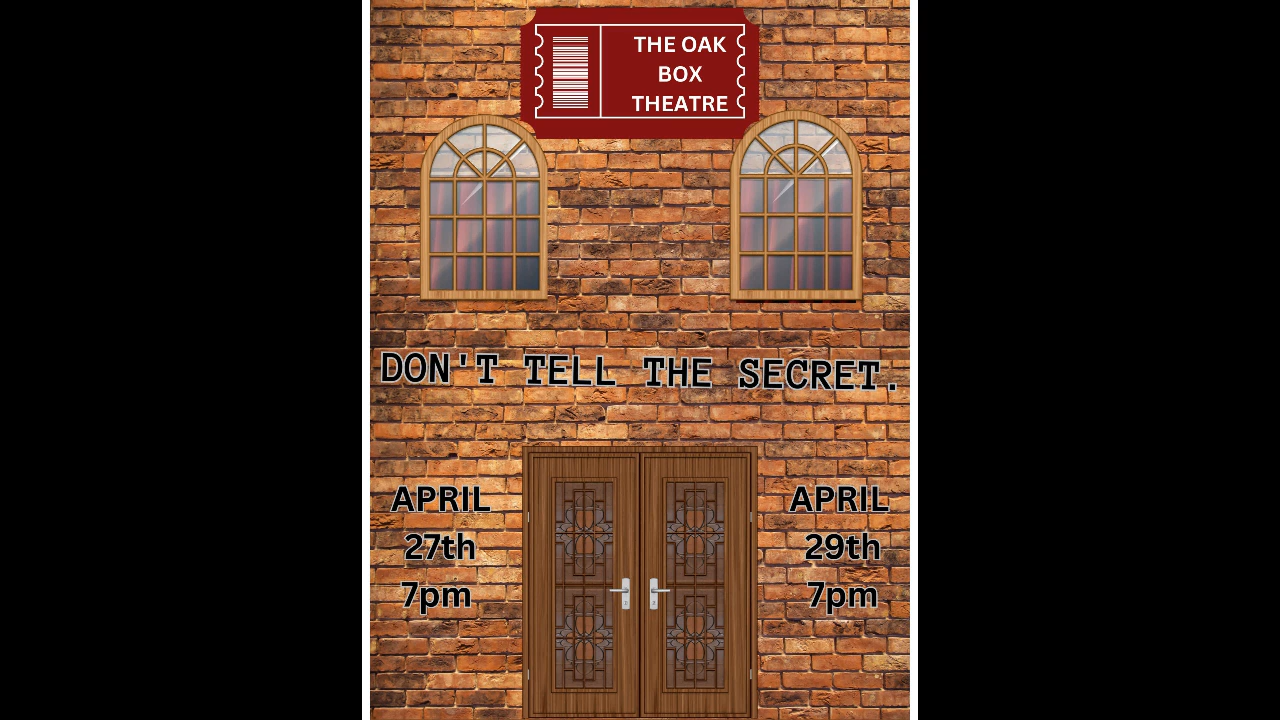 THE OAK
BOX
THEATRE
DON'T TELL THE SECRET.
APRIL
27th
7pm
APRIL
29th
7pm